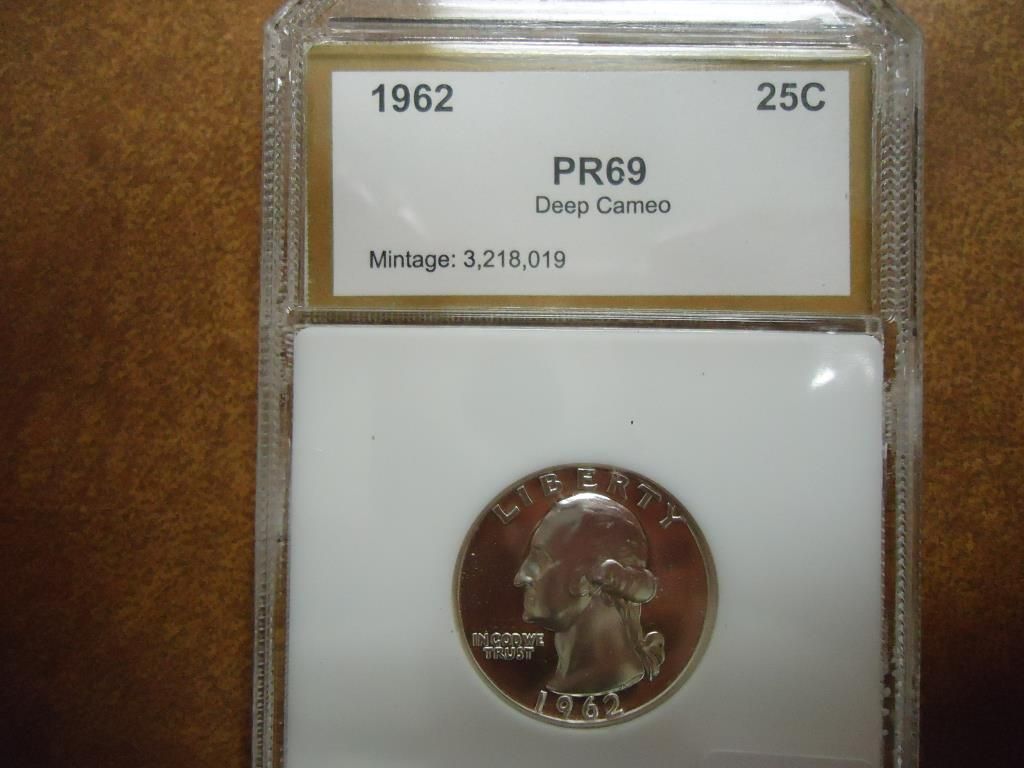 1962 25C
PR69
Deep Cameo
Mintage: 3,218,019
LIBERTY
IN GOD WE
TRUST
1962